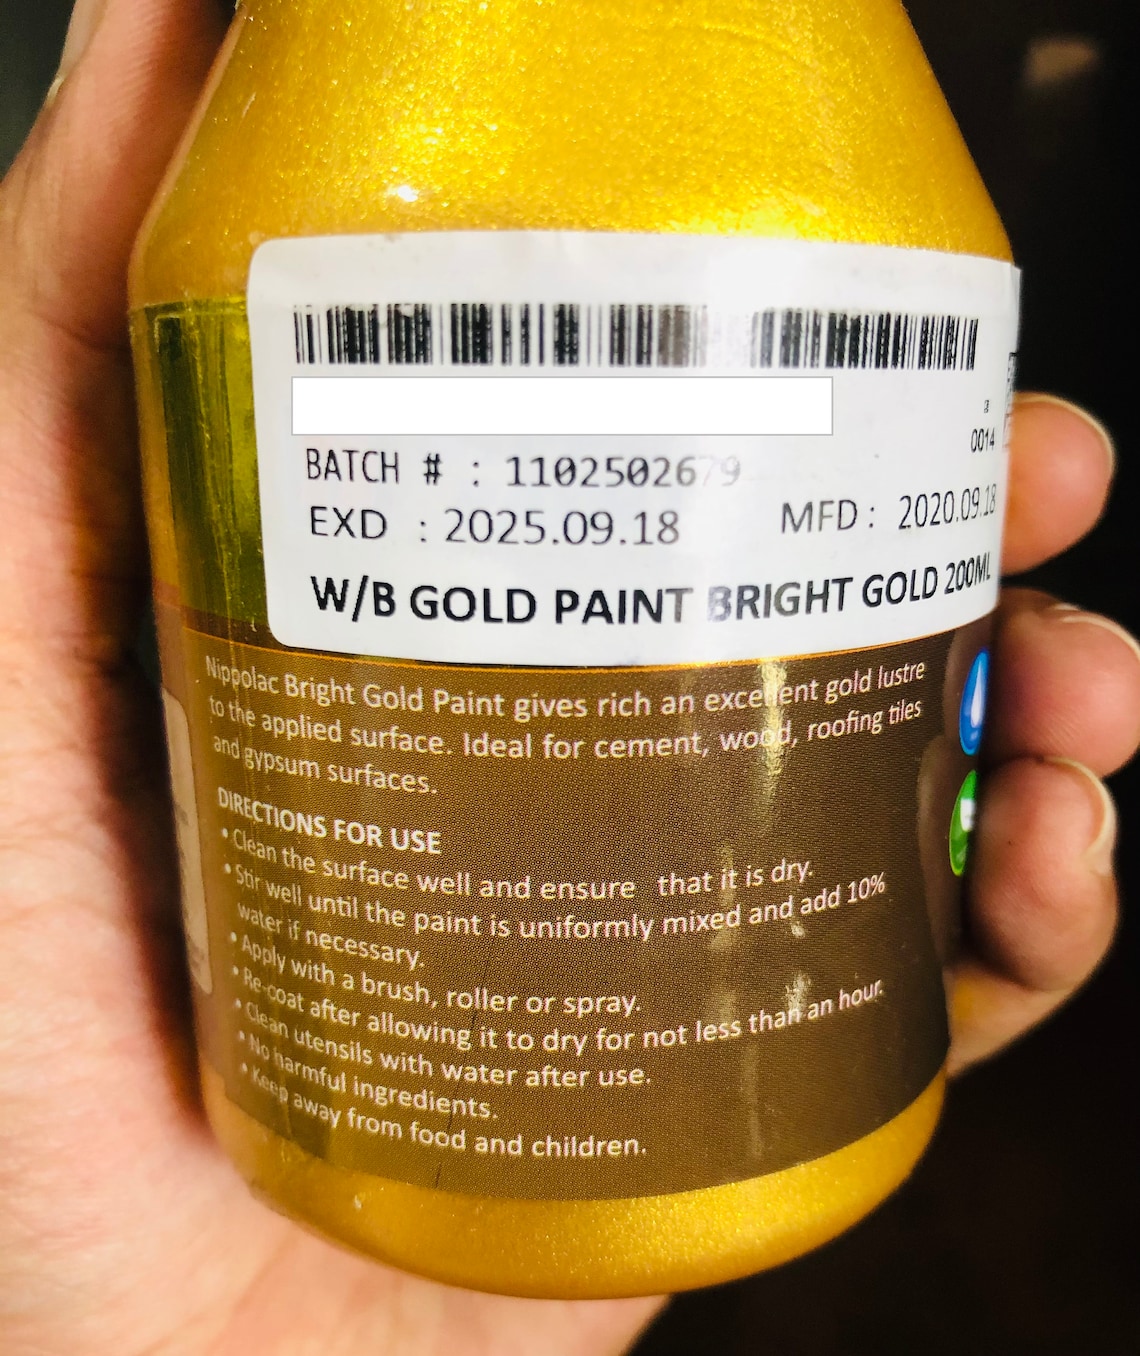 0014
BATCH # : 1102502679
EXD : 2025.09.18 MFD : 2020.09.18
W/B GOLD PAINT BRIGHT GOLD 200ML
Nippolac Bright Gold Paint gives rich an excellent gold lustre
to the applied surface. Ideal for cement, wood, roofing tiles
and gypsum surfaces.
DIRECTIONS FOR USE
• Clean the surface well and ensure that it is dry.
• Stir well until the paint is uniformly mixed and add 10%
water if necessary.
• Apply with a brush, roller or spray.
• Re-coat after allowing it to dry for not less than an hour.
• Clean utensils with water after use.
• No harmful ingredients.
• Keep away from food and children.